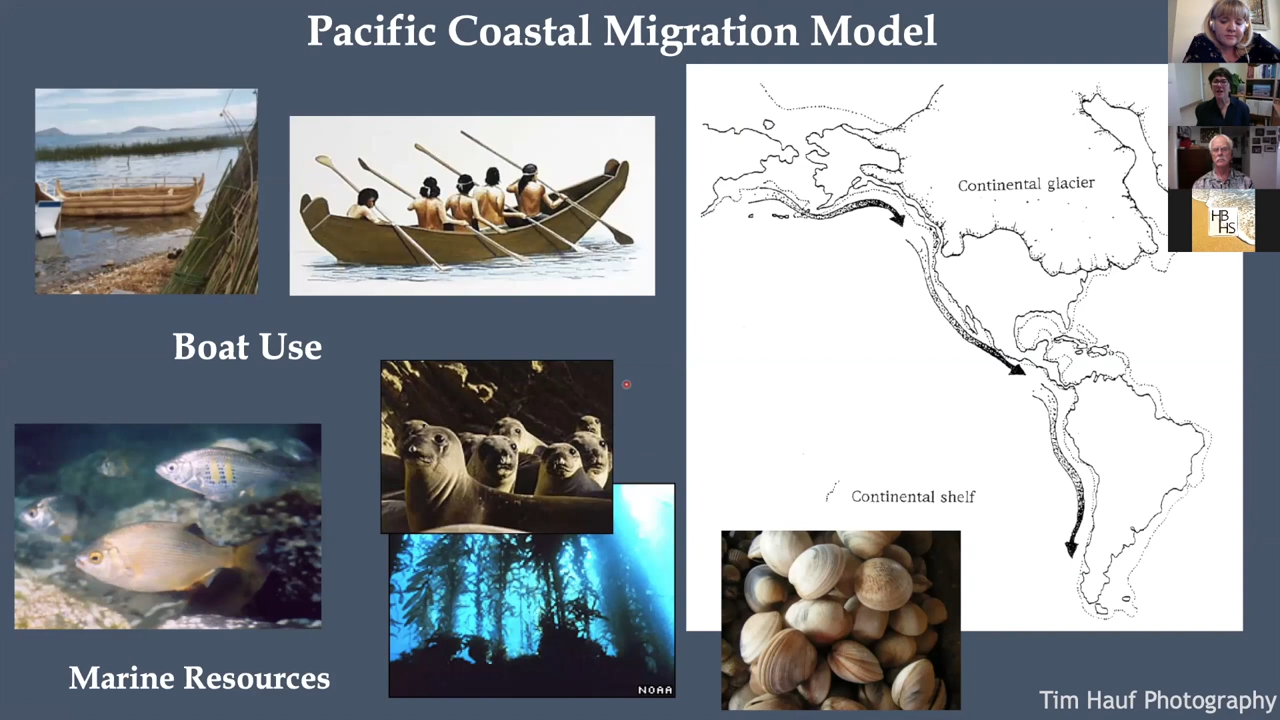 Pacific Coastal Migration Model
Continental glacier
HB
HS
Boat Use
Continental shelf
NOAA
Marine Resources
Tim Hauf Photography